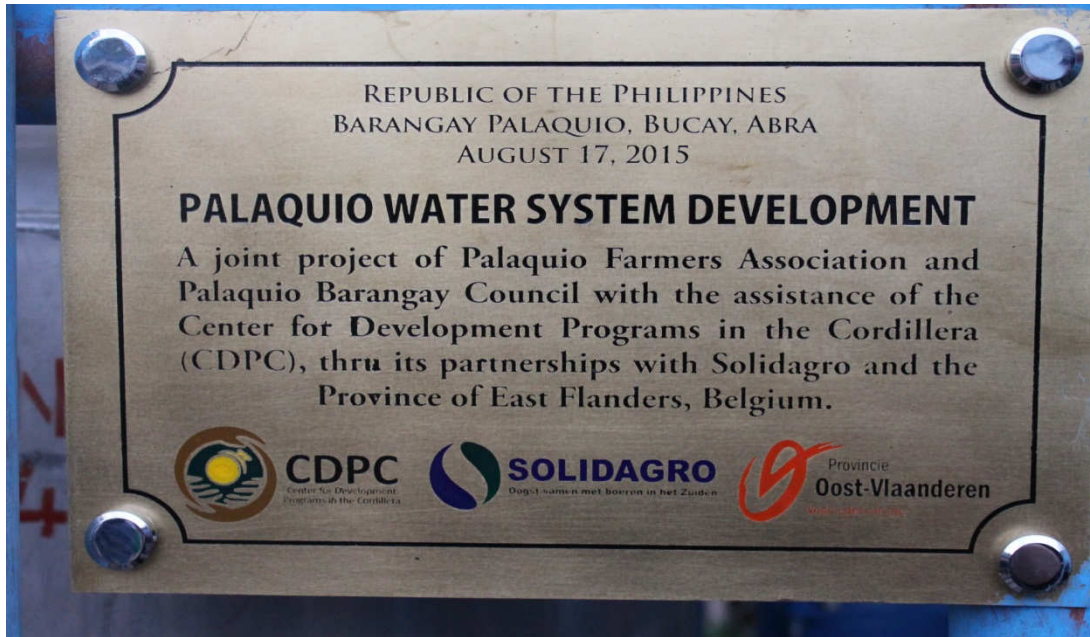 REPUBLIC OF THE PHILIPPINES
BARANGAY PALAQUIO, BUCAY, ABRA
AUGUST 17, 2015
PALAQUIO WATER SYSTEM DEVELOPMENT
A joint project of Palaquio Farmers Association and
Palaquio Barangay Council with the assistance of the
Center for Development Programs in the Cordillera
(CDPC), thru its partnerships with Solidagro and the
Province of East Flanders, Belgium.
CDPC
Center for Development
Programs in the Cordillera
SOLIDAGRO
Oogst samen met boeren in het Zuiden
Provincie
Oost-Vlaanderen